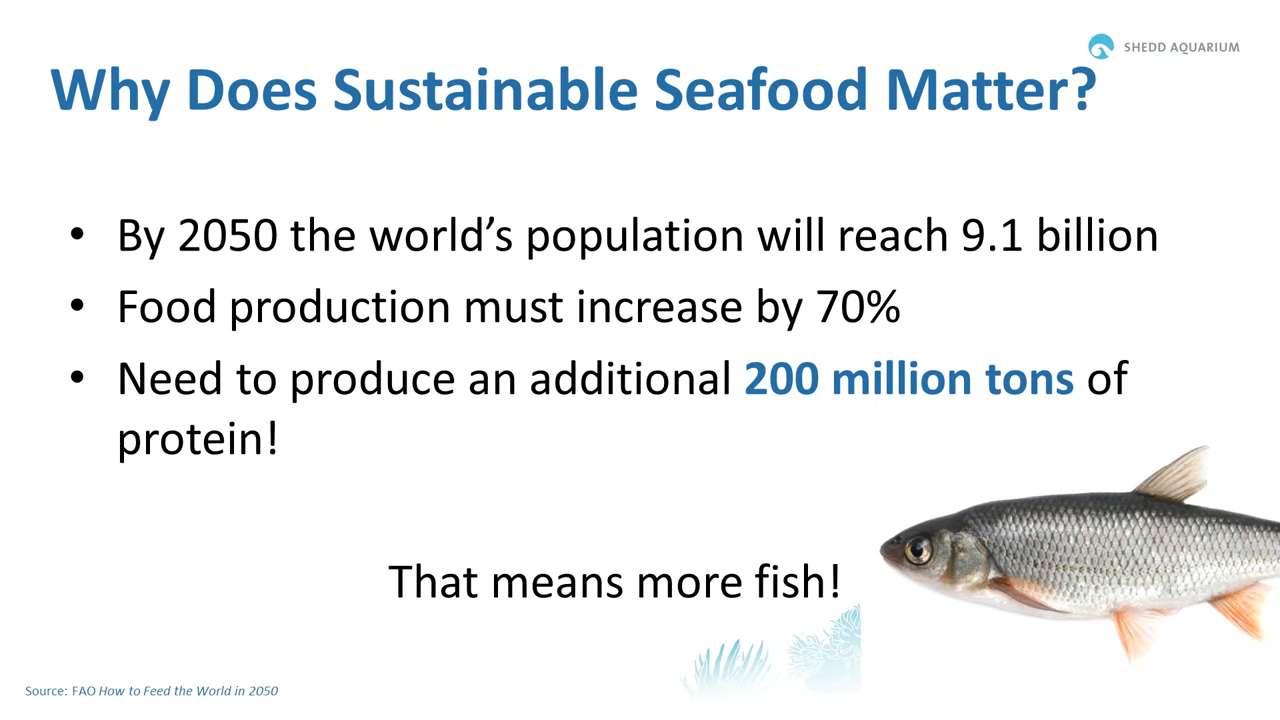 SHEDD AQUARIUM
Why Does Sustainable Seafood Matter?
• By 2050 the world’s population will reach 9.1 billion
• Food production must increase by 70%
• Need to produce an additional 200 million tons of
protein!
That means more fish!
Source: FAO How to Feed the World in 2050